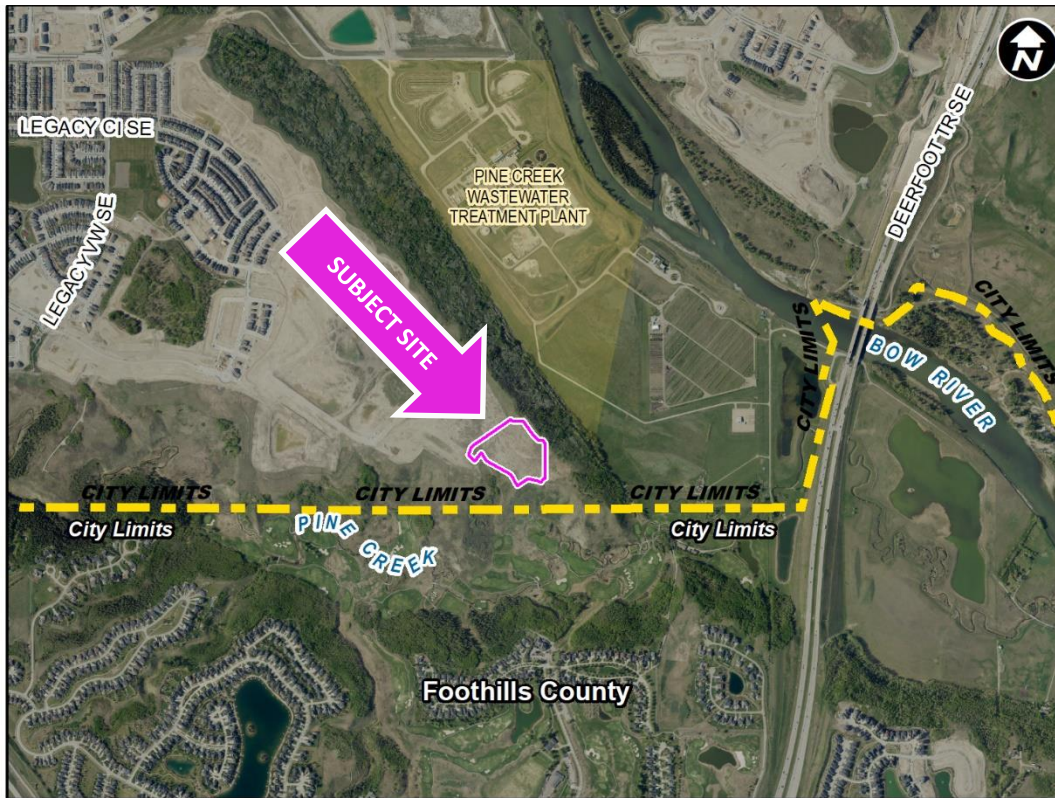 N
LEGACY CI SE
DEERFOOT TR SE
PINE CREEK
WASTEWATER
TREATMENT PLANT
LEGACY VW SE
SUBJECT SITE
CITY LIMITS
CITY LIMITS
BOW RIVER
CITY LIMITS
CITY LIMITS
CITY LIMITS
City Limits
PINE CREEK
City Limits
Foothills County